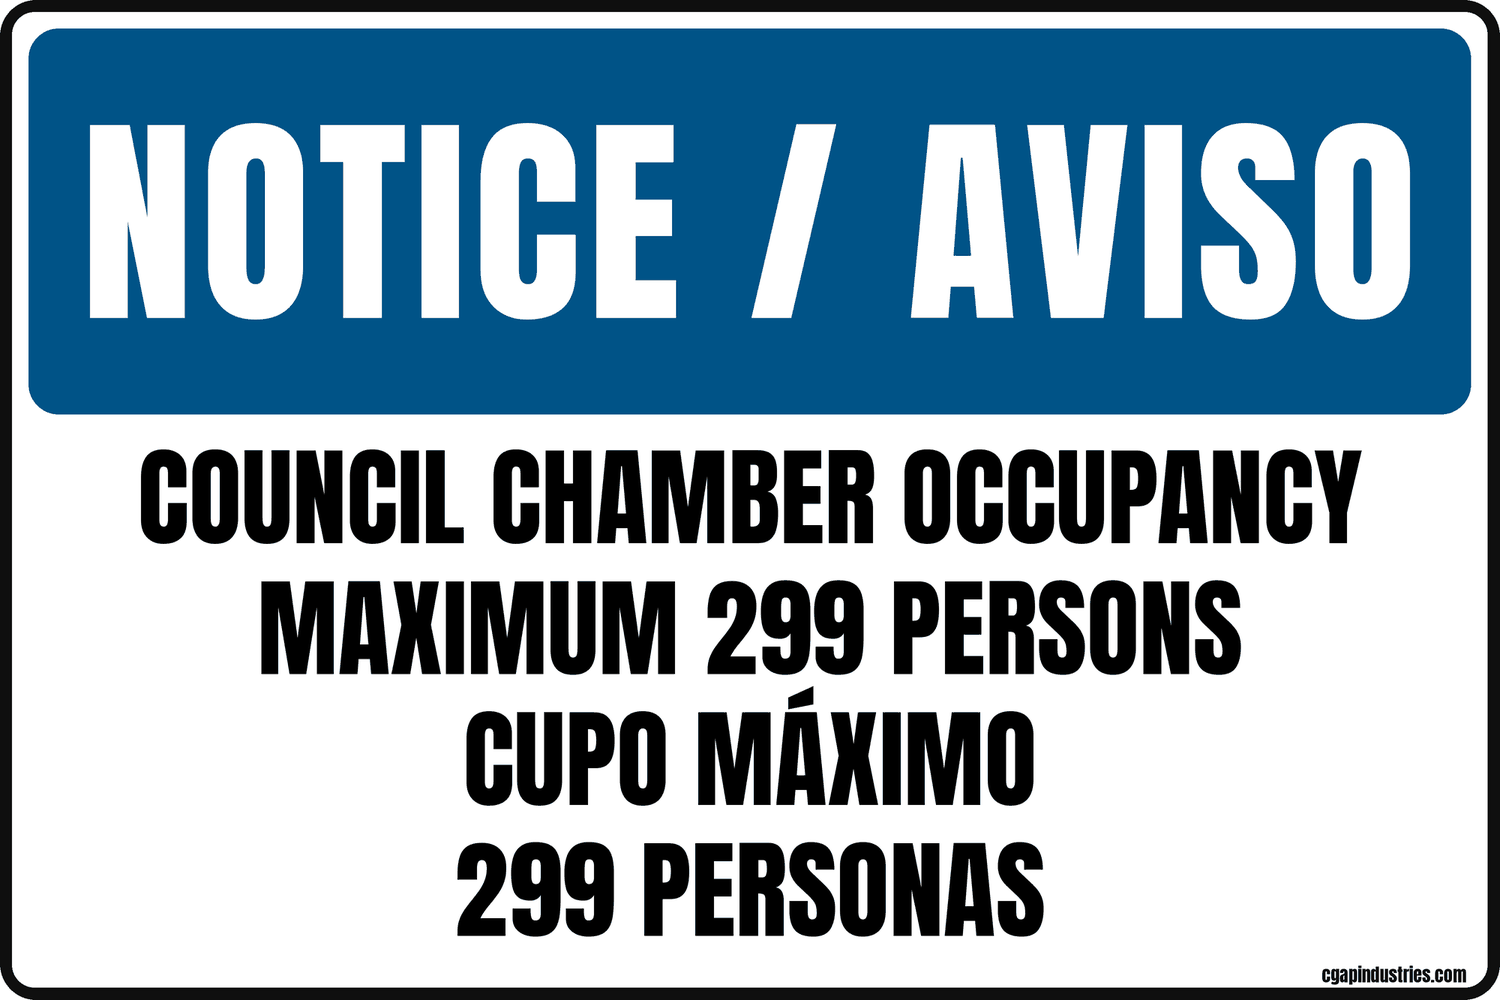 NOTICE / AVISO
COUNCIL CHAMBER OCCUPANCY
MAXIMUM 299 PERSONS
CUPO MÁXIMO
299 PERSONAS
cgapindustries.com